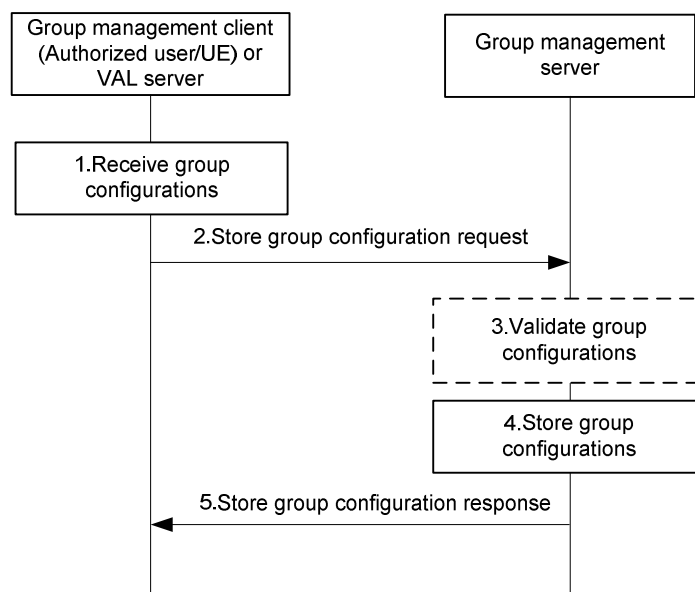 Group management client
(Authorized user/UE) or
VAL server
Group management
server
1.Receive group
configurations
2.Store group configuration request
3.Validate group
configurations
4.Store group
configurations
5.Store group configuration response